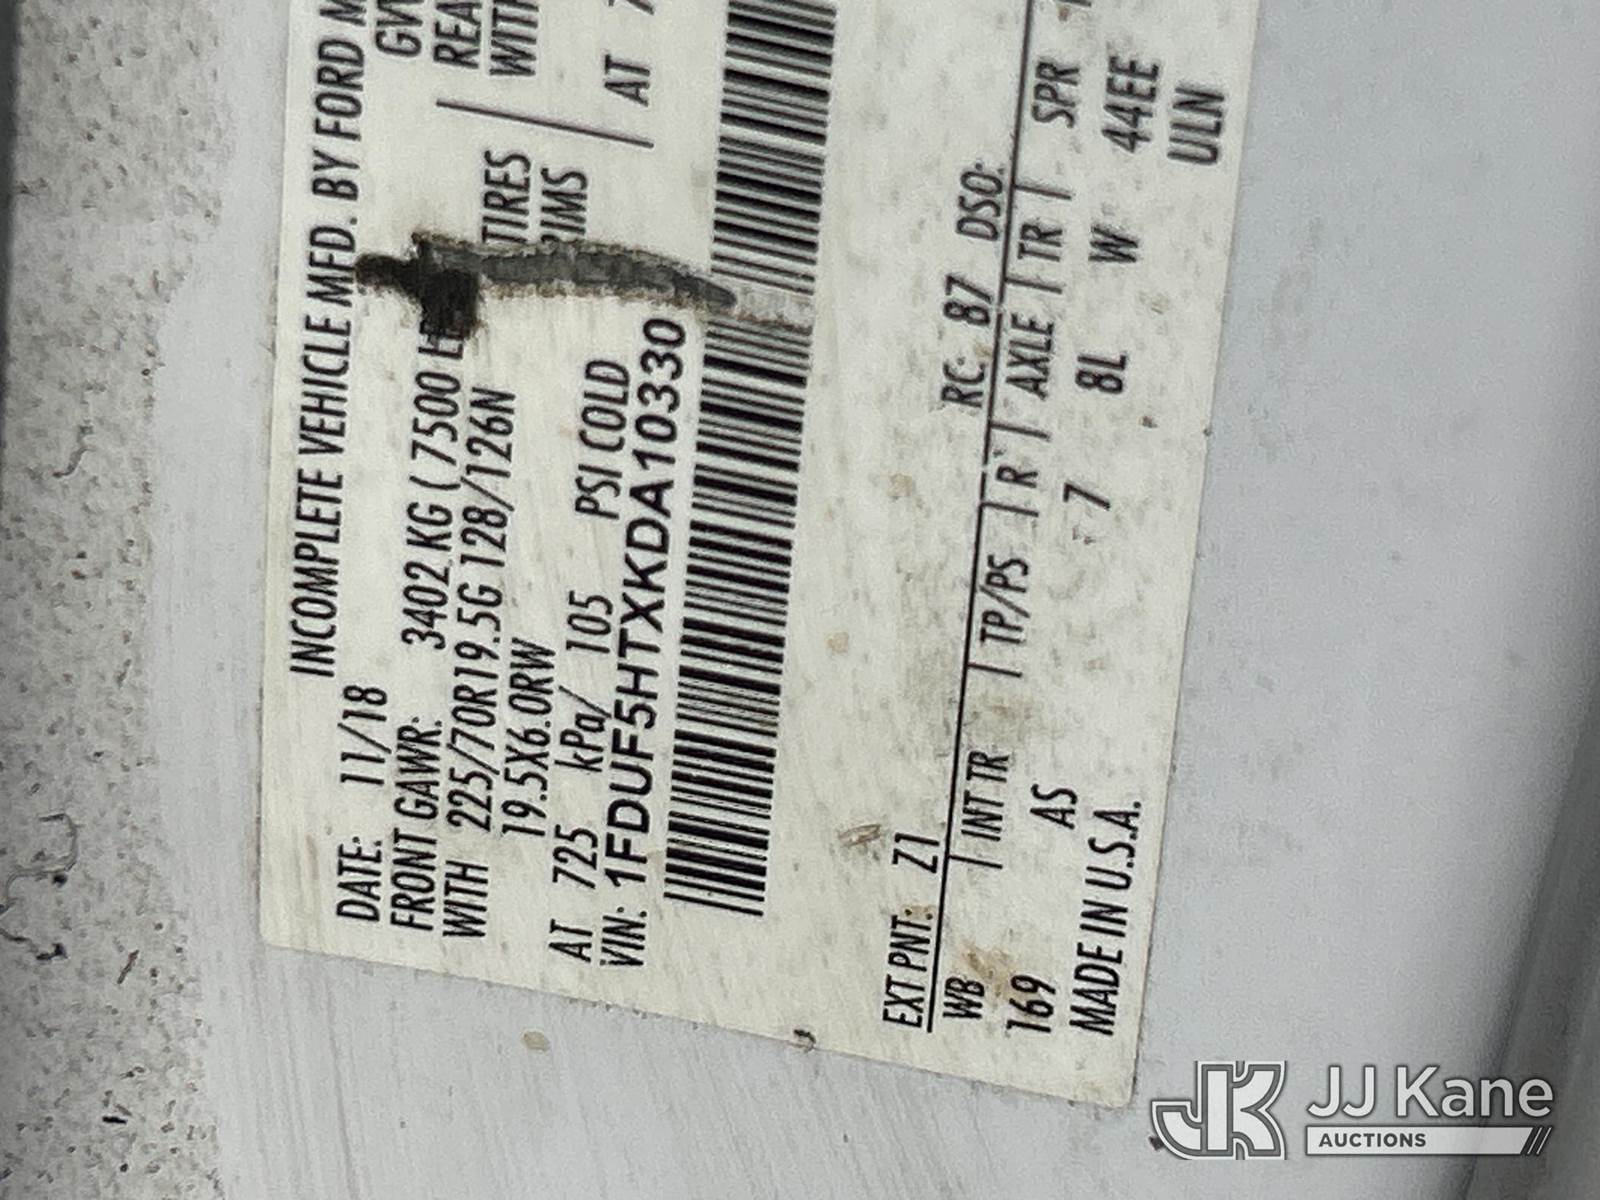 INCOMPLETE VEHICLE MFD. BY FORD
DATE: 11/18
FRONT GAWR: 3402 KG ( 7500
WITH 225/70R19.5G 128/126N TIRES
19.5X6.0RW RIMS
AT 725 kPa/ 105 PSI COLD AT
VIN: 1FDUF5HTXKDA10330
EXT PNT: Z1 RC: 87 DSO:
WB | INT TR | TP/PS | R | AXLE | TR | SPR
169 AS 7 8L W 44EE
MADE IN U.S.A. ULN
JK JJ Kane
AUCTIONS